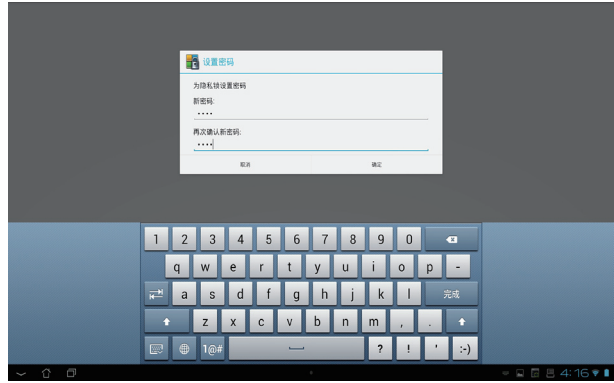 设置密码
为隐私锁设置密码
新密码:
••••
再次确认新密码:
••••
取消 确定
1 2 3 4 5 6 7 8 9 0
q w e r t y u i o p -
a s d f g h j k l 完成
z x c v b n m , .
1@# ? ! ' :-)
4:16